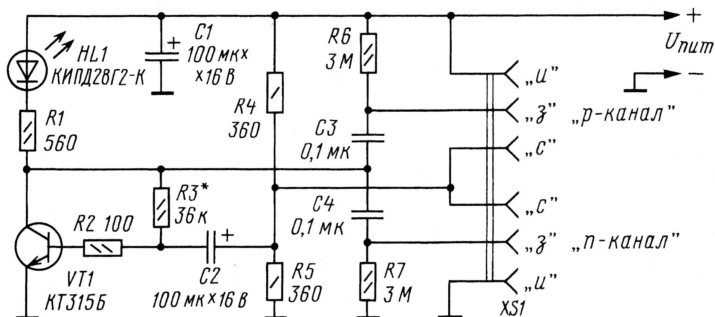 HL1
КИПД28Г2-К
C1
100 мк×
×16 В
R6
3 М
+
Uпит
−
R1
560
R4
360
C3
0,1 мк
„и"
„з" „р-канал"
„с"
R3*
36 к
C4
0,1 мк
„с"
R2 100
+
„з" „n-канал"
VT1
КТ315Б
C2
100 мк×16 В
R5
360
R7
3 М
„и"
XS1
+